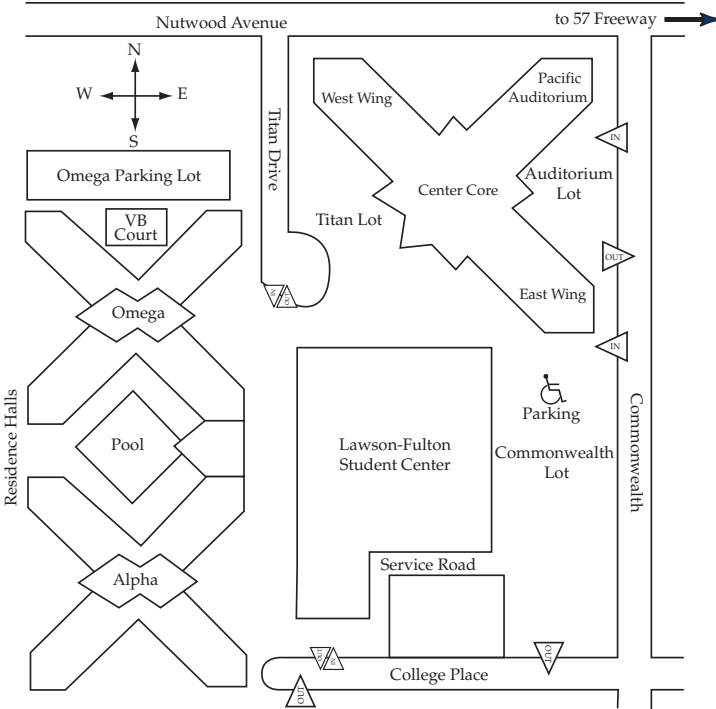 to 57 Freeway
Nutwood Avenue
N
W
E
S
Titan Drive
West Wing
Pacific
Auditorium
IN
Omega Parking Lot
Center Core
Auditorium
Lot
VB
Court
Titan Lot
OUT
IN
OUT
East Wing
Omega
IN
Residence Halls
Pool
Parking
Commonwealth
Lawson-Fulton
Student Center
Commonwealth
Lot
Service Road
Alpha
OUT
IN
OUT
College Place
OUT